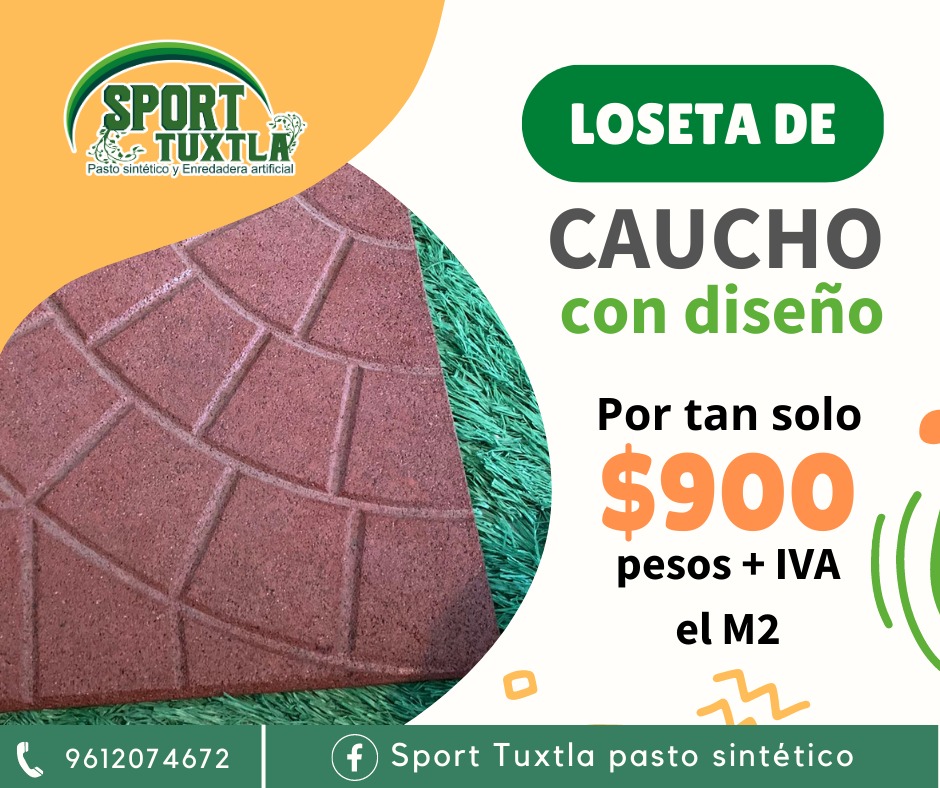 SPORT
TUXTLA
Pasto sintético y Enredadera artificial
LOSETA DE
CAUCHO
con diseño
Por tan solo
$900
pesos + IVA
el M2
9612074672
Sport Tuxtla pasto sintético